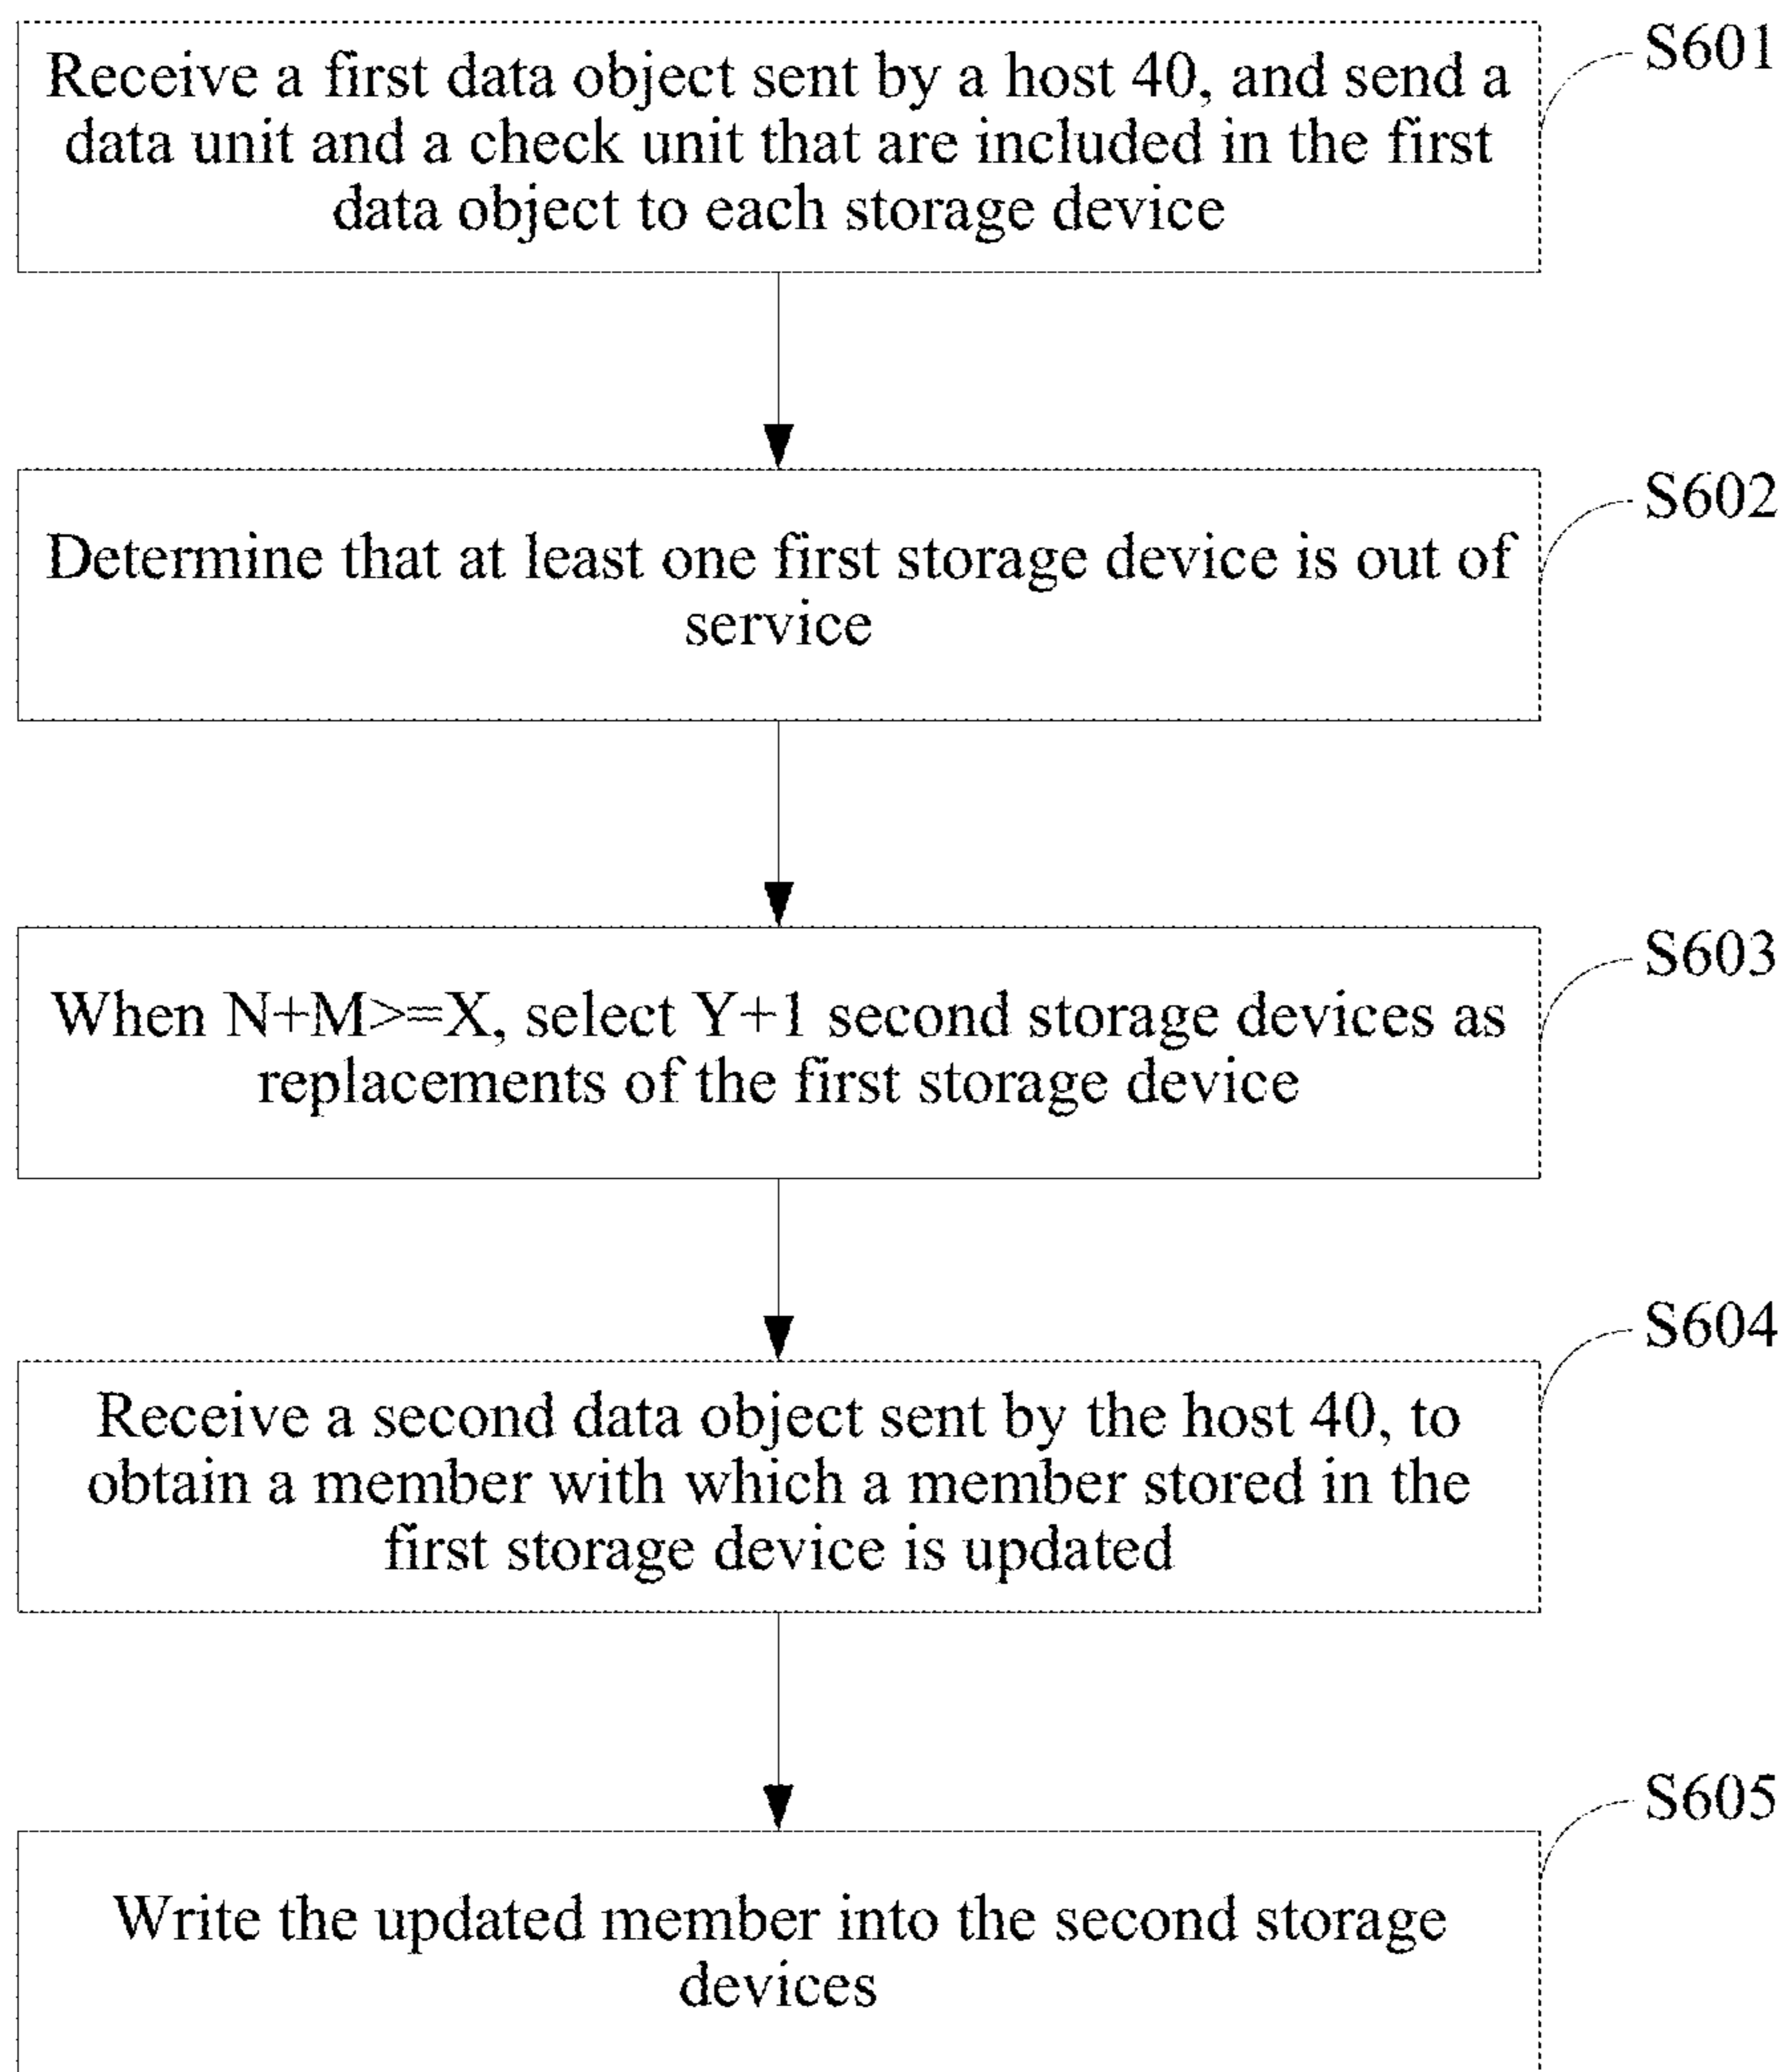 Receive a first data object sent by a host 40, and send a
data unit and a check unit that are included in the first
data object to each storage device
S601
Determine that at least one first storage device is out of
service
S602
When N+M>=X, select Y+1 second storage devices as
replacements of the first storage device
S603
Receive a second data object sent by the host 40, to
obtain a member with which a member stored in the
first storage device is updated
S604
Write the updated member into the second storage
devices
S605